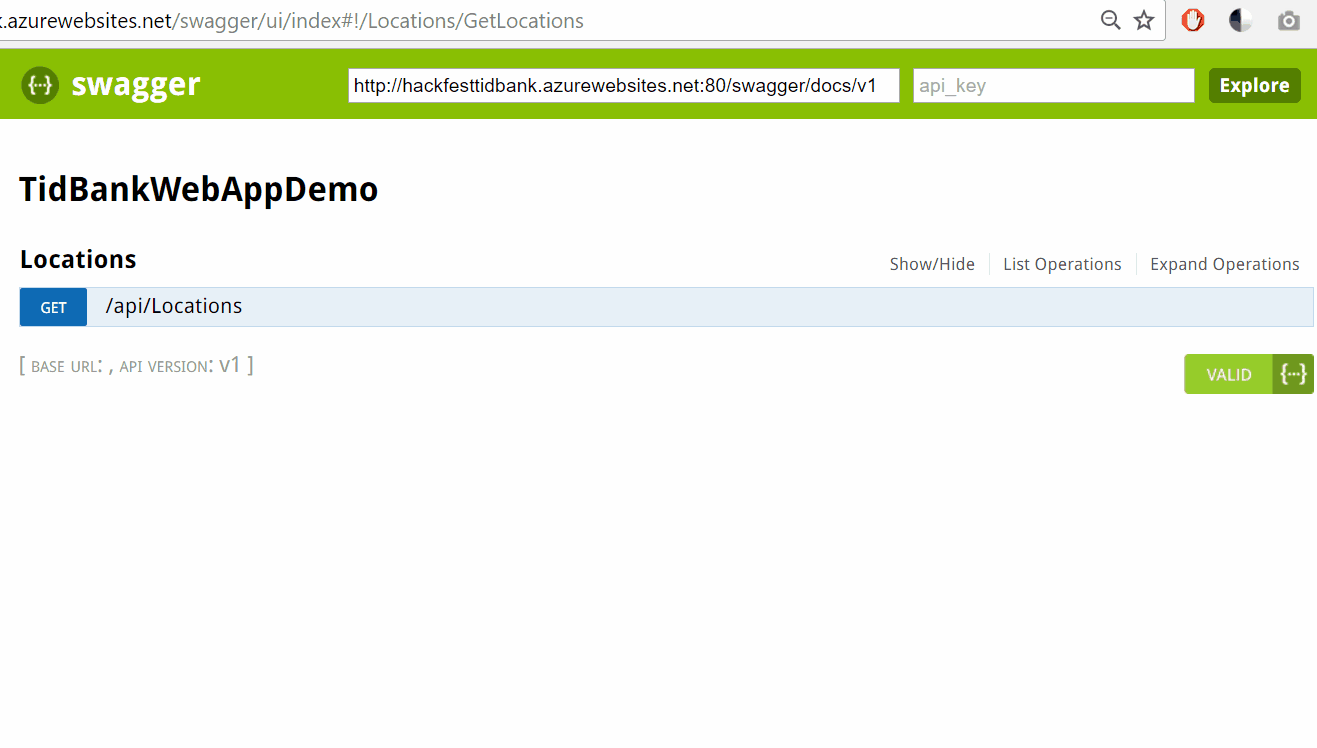 k.azurewebsites.net/swagger/ui/index#!/Locations/GetLocations
{··} swagger
http://hackfesttidbank.azurewebsites.net:80/swagger/docs/v1
api_key
Explore
TidBankWebAppDemo
Locations
Show/Hide
List Operations
Expand Operations
GET
/api/Locations
[ BASE URL: , API VERSION: v1 ]
VALID {···}